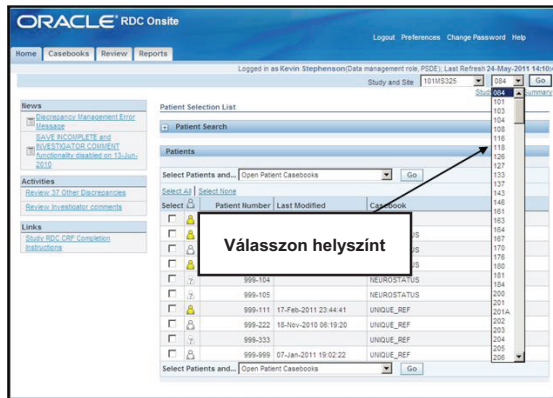 ORACLE® RDC Onsite
Logout Preferences Change Password Help
Home Casebooks Review Reports
Logged in as Kevin Stephenson(Data management role, PSDE); Last Refresh 24-May-2011 14:10:
Study and Site 101MS325 084 Go
News
Discrepancy Management Error Message
SAVE INCOMPLETE and INVESTIGATOR COMMENT functionality disabled on 13-Jun-2010
Activities
Review 37 Other Discrepancies
Review Investigator comments
Links
Study RDC CRF Completion Instructions
Patient Selection List
Patient Search
Patients
Select Patients and... Open Patient Casebooks Go
Select All Select None
Select Patient Number Last Modified Casebook
Válasszon helyszínt
999-104 NEUROSTATUS
999-105 NEUROSTATUS
999-111 17-Feb-2011 23:44:41 UNIQUE_REF
999-222 18-Nov-2010 06:19:20 UNIQUE_REF
999-333 UNIQUE_REF
999-999 07-Jan-2011 19:02:22 UNIQUE_REF
Select Patients and... Open Patient Casebooks Go
084
101
103
104
108
116
118
126
127
133
137
143
146
161
163
164
167
170
176
180
181
184
200
201
201A
202
203
204
205
206